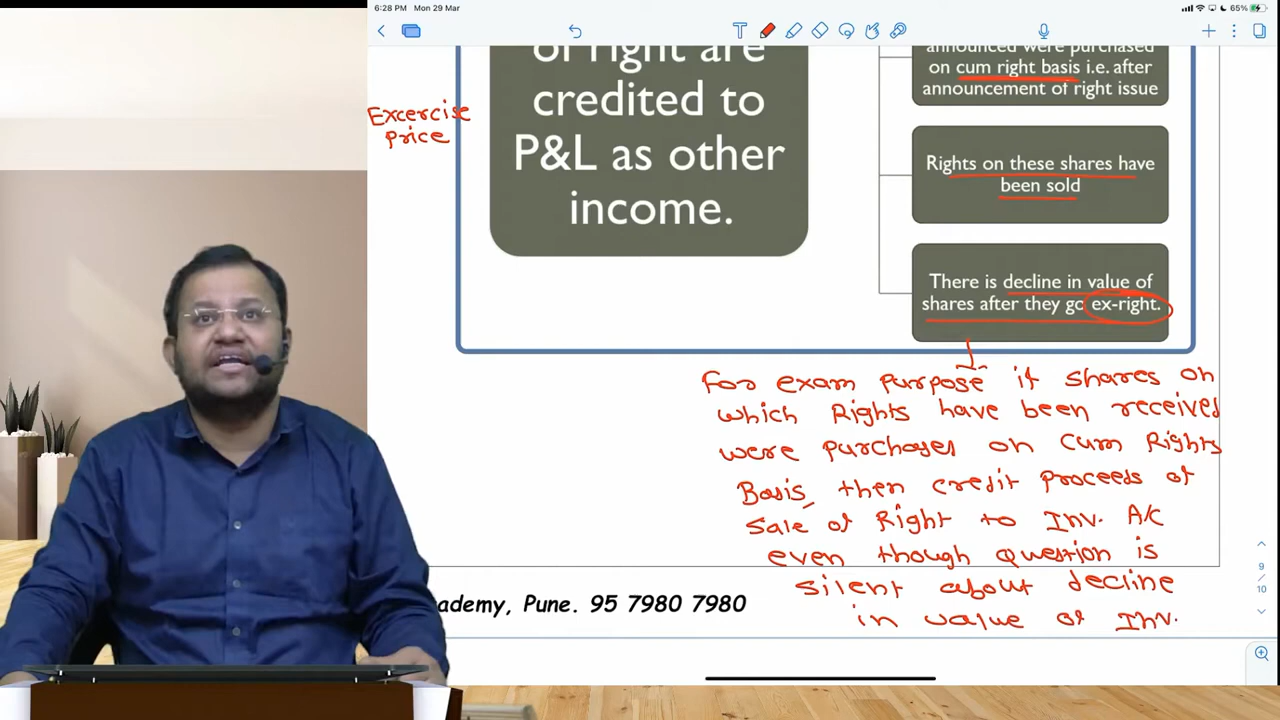 6:28 PM Mon 29 Mar
65%
of right are
credited to
P&L as other
income.
Excercise
Price
announced were purchased
on cum right basis i.e. after
announcement of right issue
Rights on these shares have
been sold
There is decline in value of
shares after they go ex-right.
For exam purpose if shares on
which Rights have been received
were purchases on Cum Rights
Basis, then credit proceeds of
Sale of Right to Inv. A/c
even though question is
silent about decline
in value of Inv.
ademy, Pune. 95 7980 7980
9
10